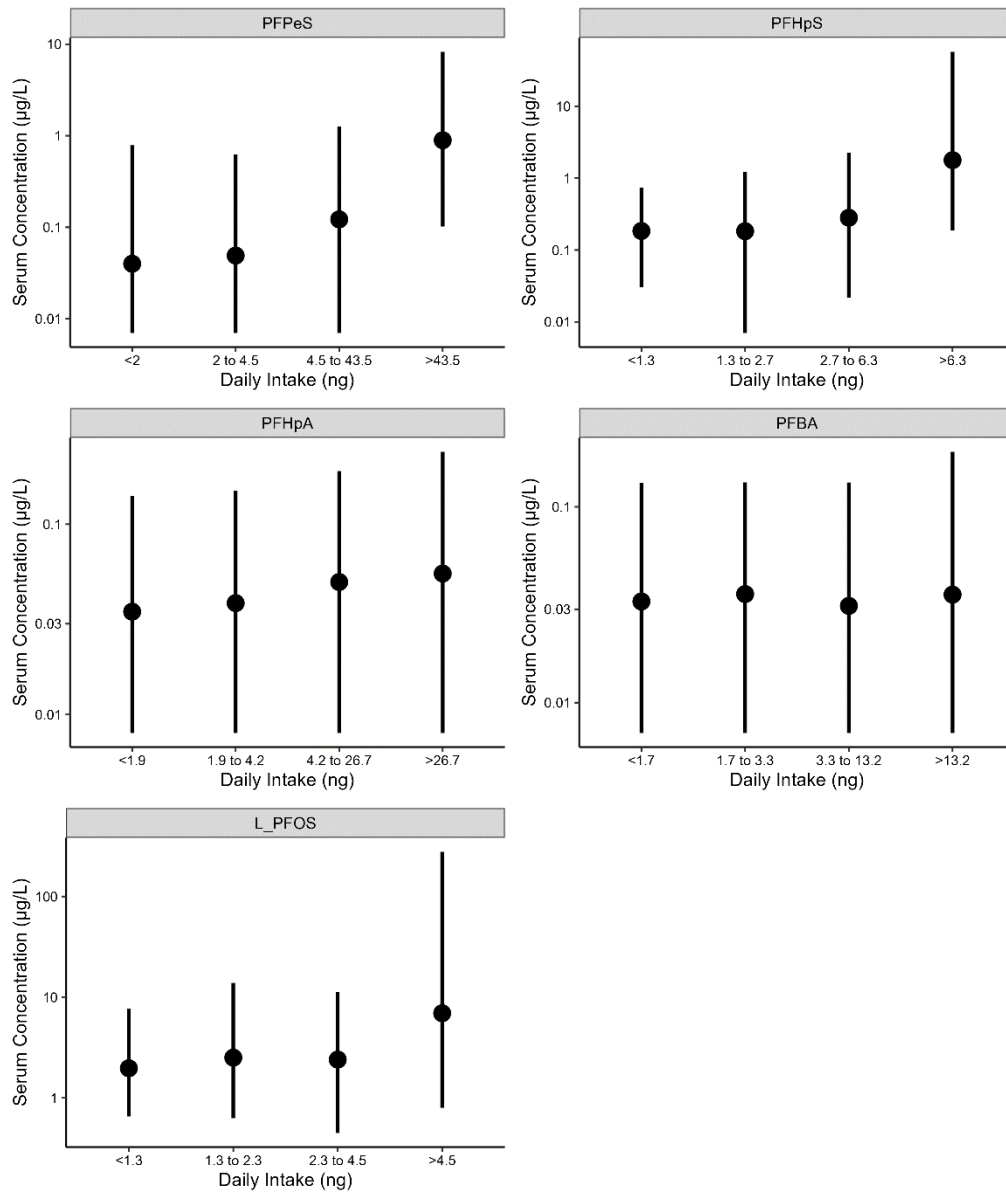 PFPeS
Serum Concentration (µg/L)
10
1
0.1
0.01
<2
2 to 4.5
4.5 to 43.5
>43.5
Daily Intake (ng)
PFHpS
Serum Concentration (µg/L)
10
1
0.1
0.01
<1.3
1.3 to 2.7
2.7 to 6.3
>6.3
Daily Intake (ng)
PFHpA
Serum Concentration (µg/L)
0.1
0.03
0.01
<1.9
1.9 to 4.2
4.2 to 26.7
>26.7
Daily Intake (ng)
PFBA
Serum Concentration (µg/L)
0.1
0.03
0.01
<1.7
1.7 to 3.3
3.3 to 13.2
>13.2
Daily Intake (ng)
L_PFOS
Serum Concentration (µg/L)
100
10
1
<1.3
1.3 to 2.3
2.3 to 4.5
>4.5
Daily Intake (ng)